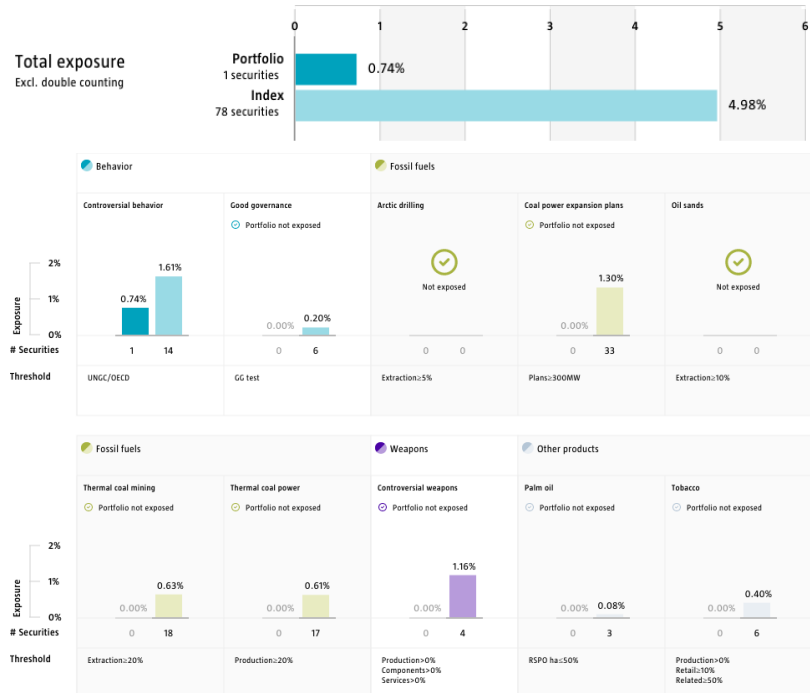 0 1 2 3 4 5 6
Total exposure
Excl. double counting
Portfolio
1 securities
0.74%
Index
78 securities
4.98%
Behavior
Fossil fuels
Controversial behavior
Good governance
Arctic drilling
Coal power expansion plans
Oil sands
Portfolio not exposed
Portfolio not exposed
Not exposed
Not exposed
Exposure
2%
1%
0%
0.74% 1.61%
0.00% 0.20%
0.00% 1.30%
# Securities 1 14 0 6 0 0 0 33 0 0
Threshold UNGC/OECD GG test Extraction≥5% Plans≥300MW Extraction≥10%
Fossil fuels
Weapons
Other products
Thermal coal mining
Thermal coal power
Controversial weapons
Palm oil
Tobacco
Portfolio not exposed
Portfolio not exposed
Portfolio not exposed
Portfolio not exposed
Portfolio not exposed
Exposure
2%
1%
0%
0.00% 0.63%
0.00% 0.61%
0.00% 1.16%
0.00% 0.08%
0.00% 0.40%
# Securities 0 18 0 17 0 4 0 3 0 6
Threshold Extraction≥20% Production≥20% Production>0% RSPO ha≤50% Production>0%
Components>0% Retail≥10%
Services>0% Related≥50%